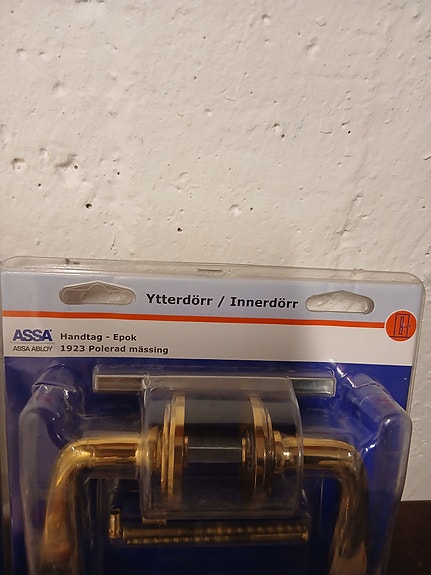 Ytterdörr / Innerdörr
ASSA
ASSA ABLOY
Handtag - Epok
1923 Polerad mässing